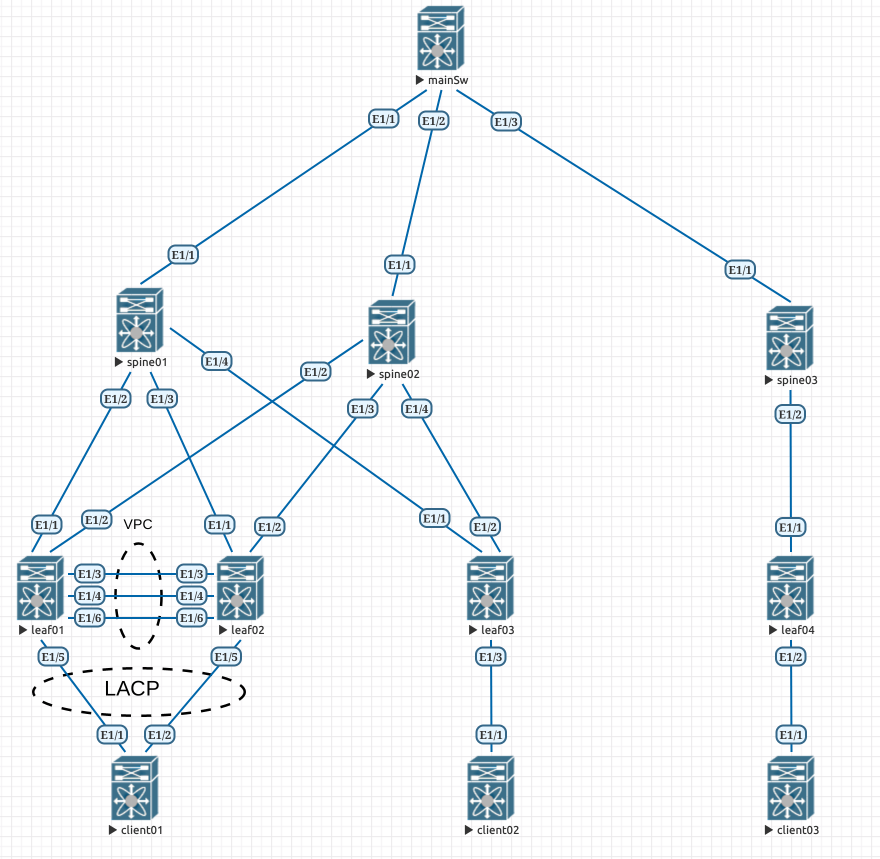 mainSw
E1/1
E1/2
E1/3
E1/1
E1/1
E1/1
spine01
spine02
spine03
E1/4
E1/2
E1/2
E1/3
E1/3
E1/4
E1/2
E1/1
E1/2
E1/1
E1/2
E1/1
E1/2
E1/1
VPC
E1/3
E1/3
E1/4
E1/4
E1/6
E1/6
leaf01
leaf02
leaf03
leaf04
E1/5
E1/5
E1/3
E1/2
LACP
E1/1
E1/2
E1/1
E1/1
client01
client02
client03